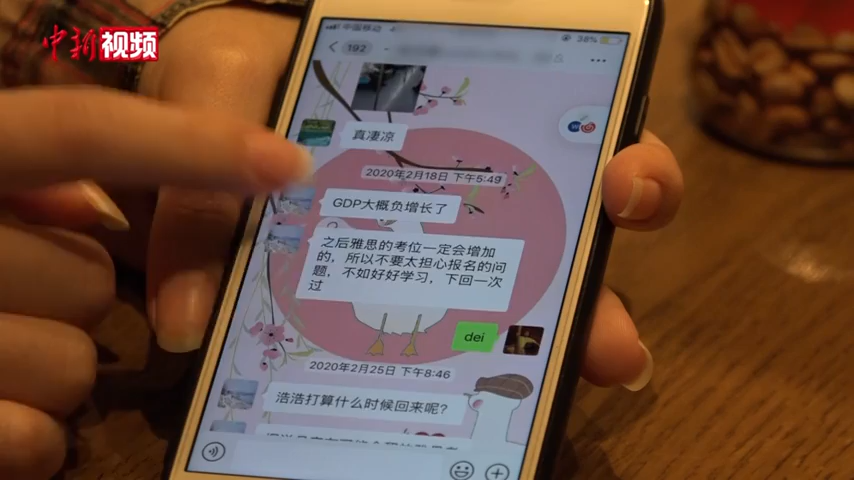 中新视频
中国移动
38%
192
真凄凉
2020年2月18日 下午5:49
GDP大概负增长了
之后雅思的考位一定会增加
的，所以不要太担心报名的问
题，不如好好学习，下回一次
过
dei
2020年2月25日 下午8:46
浩浩打算什么时候回来呢？